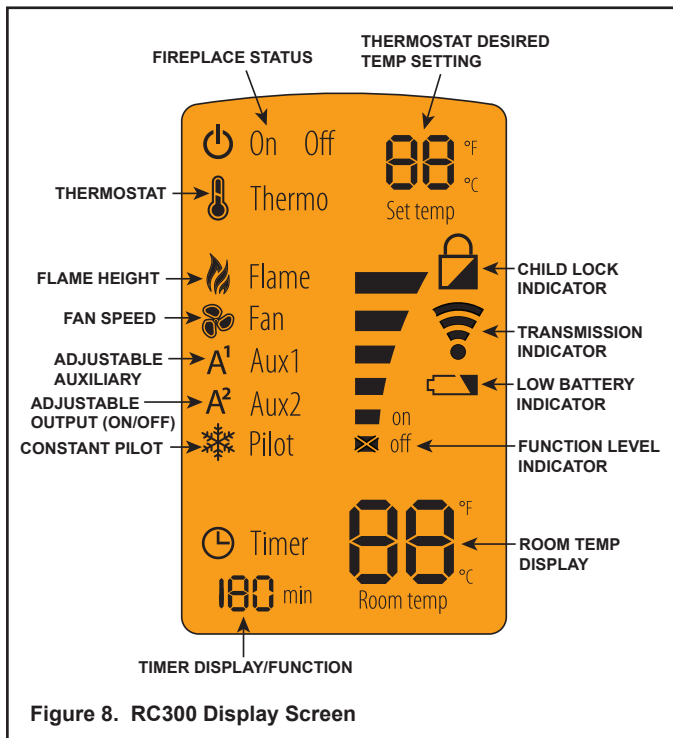 FIREPLACE STATUS
THERMOSTAT DESIRED
TEMP SETTING
On Off
88 °F
°C
Set temp
THERMOSTAT
Thermo
FLAME HEIGHT
Flame
CHILD LOCK
INDICATOR
FAN SPEED
Fan
TRANSMISSION
INDICATOR
ADJUSTABLE
AUXILIARY
A¹ Aux1
LOW BATTERY
INDICATOR
ADJUSTABLE
OUTPUT (ON/OFF)
A² Aux2
on
CONSTANT PILOT
Pilot
off
FUNCTION LEVEL
INDICATOR
Timer
180 min
88 °F
°C
Room temp
ROOM TEMP
DISPLAY
TIMER DISPLAY/FUNCTION
Figure 8. RC300 Display Screen